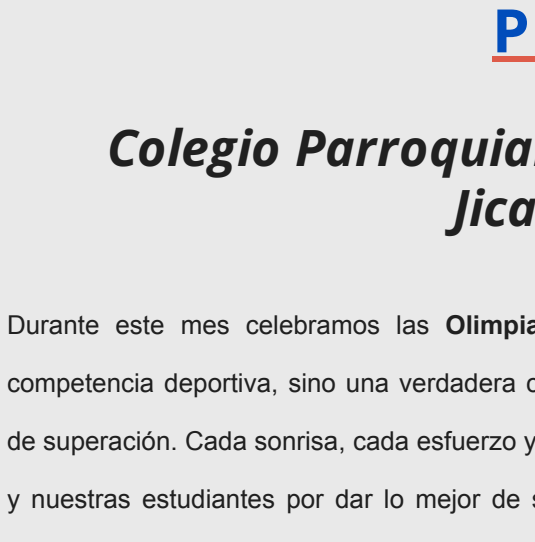 P
Colegio Parroquia
Jica
Durante este mes celebramos las Olimpia
competencia deportiva, sino una verdadera
de superación. Cada sonrisa, cada esfuerzo y
y nuestras estudiantes por dar lo mejor de